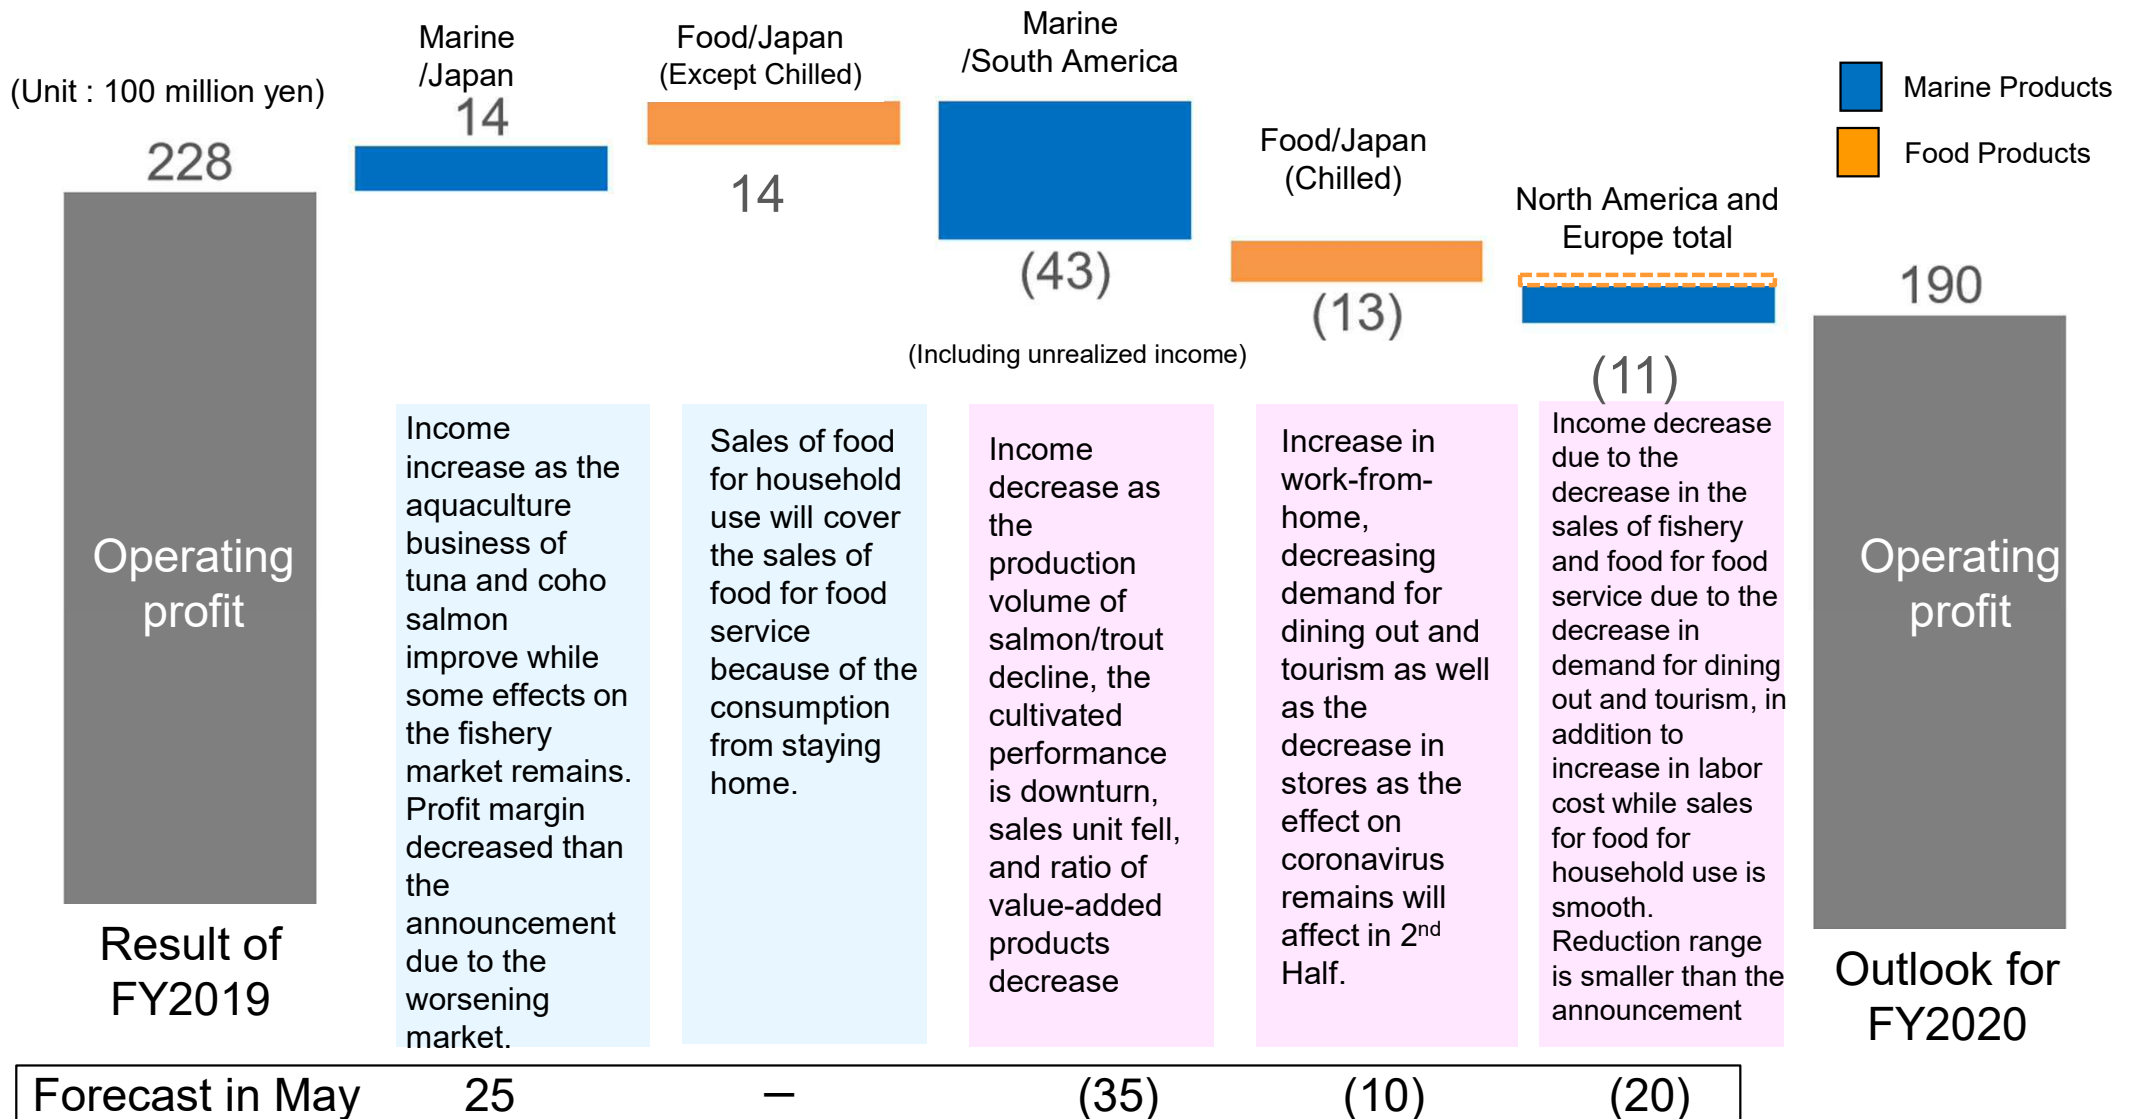 (Unit : 100 million yen)
228
Operating
profit
Result of
FY2019
Marine
/Japan
14
Food/Japan
(Except Chilled)
14
Marine
/South America
(43)
(Including unrealized income)
Food/Japan
(Chilled)
(13)
North America and
Europe total
(11)
Marine Products
Food Products
190
Operating
profit
Outlook for
FY2020
Income
increase as the
aquaculture
business of
tuna and coho
salmon
improve while
some effects on
the fishery
market remains.
Profit margin
decreased than
the
announcement
due to the
worsening
market.
Sales of food
for household
use will cover
the sales of
food for food
service
because of the
consumption
from staying
home.
Income
decrease as
the
production
volume of
salmon/trout
decline, the
cultivated
performance
is downturn,
sales unit fell,
and ratio of
value-added
products
decrease
Increase in
work-from-
home,
decreasing
demand for
dining out and
tourism as well
as the
decrease in
stores as the
effect on
coronavirus
remains will
affect in 2nd
Half.
Income decrease
due to the
decrease in the
sales of fishery
and food for food
service due to the
decrease in
demand for dining
out and tourism, in
addition to
increase in labor
cost while sales
for food for
household use is
smooth.
Reduction range
is smaller than the
announcement
Forecast in May 25 – (35) (10) (20)